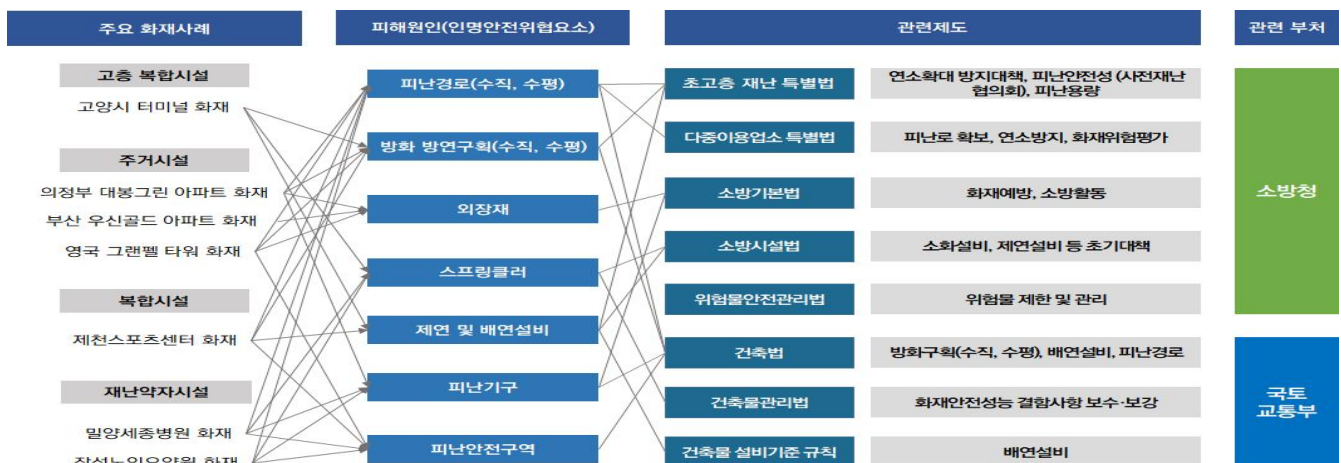 주요 화재사례
피해원인(인명안전위협요소)
관련제도
관련 부처
고층 복합시설
고양시 터미널 화재
주거시설
의정부 대봉그린 아파트 화재
부산 우신골드 아파트 화재
영국 그랜펠 타워 화재
복합시설
제천스포츠센터 화재
재난약자시설
밀양세종병원 화재
피난경로(수직, 수평)
방화 방연구획(수직, 수평)
외장재
스프링클러
제연 및 배연설비
피난기구
피난안전구역
초고층 재난 특별법
연소확대 방지대책, 피난안전성 (사전재난
협의회), 피난용량
다중이용업소 특별법
피난로 확보, 연소방지, 화재위험평가
소방기본법
화재예방, 소방활동
소방시설법
소화설비, 제연설비 등 초기대책
위험물안전관리법
위험물 제한 및 관리
건축법
방화구획(수직, 수평), 배연설비, 피난경로
건축물관리법
화재안전성능 결함사항 보수·보강
건축물 설비기준 규칙
배연설비
소방청
국토
교통부